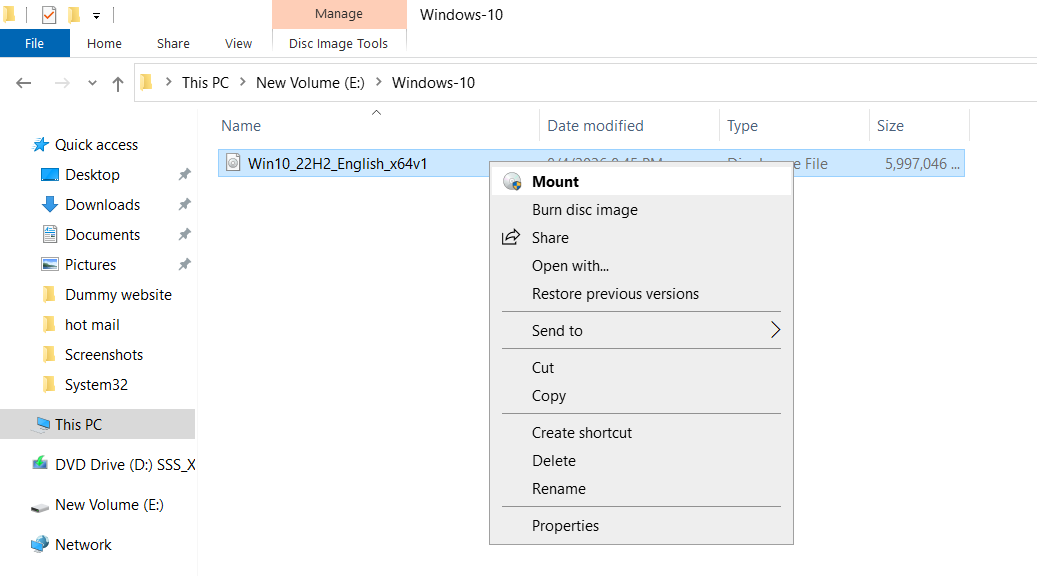 Manage
Windows-10
File
Home
Share
View
Disc Image Tools
This PC
New Volume (E:)
Windows-10
Name
Date modified
Type
Size
Quick access
Desktop
Downloads
Documents
Pictures
Dummy website
hot mail
Screenshots
System32
This PC
DVD Drive (D:) SSS_X
New Volume (E:)
Network
Win10_22H2_English_x64v1
File
5,997,046 ...
Mount
Burn disc image
Share
Open with...
Restore previous versions
Send to
Cut
Copy
Create shortcut
Delete
Rename
Properties